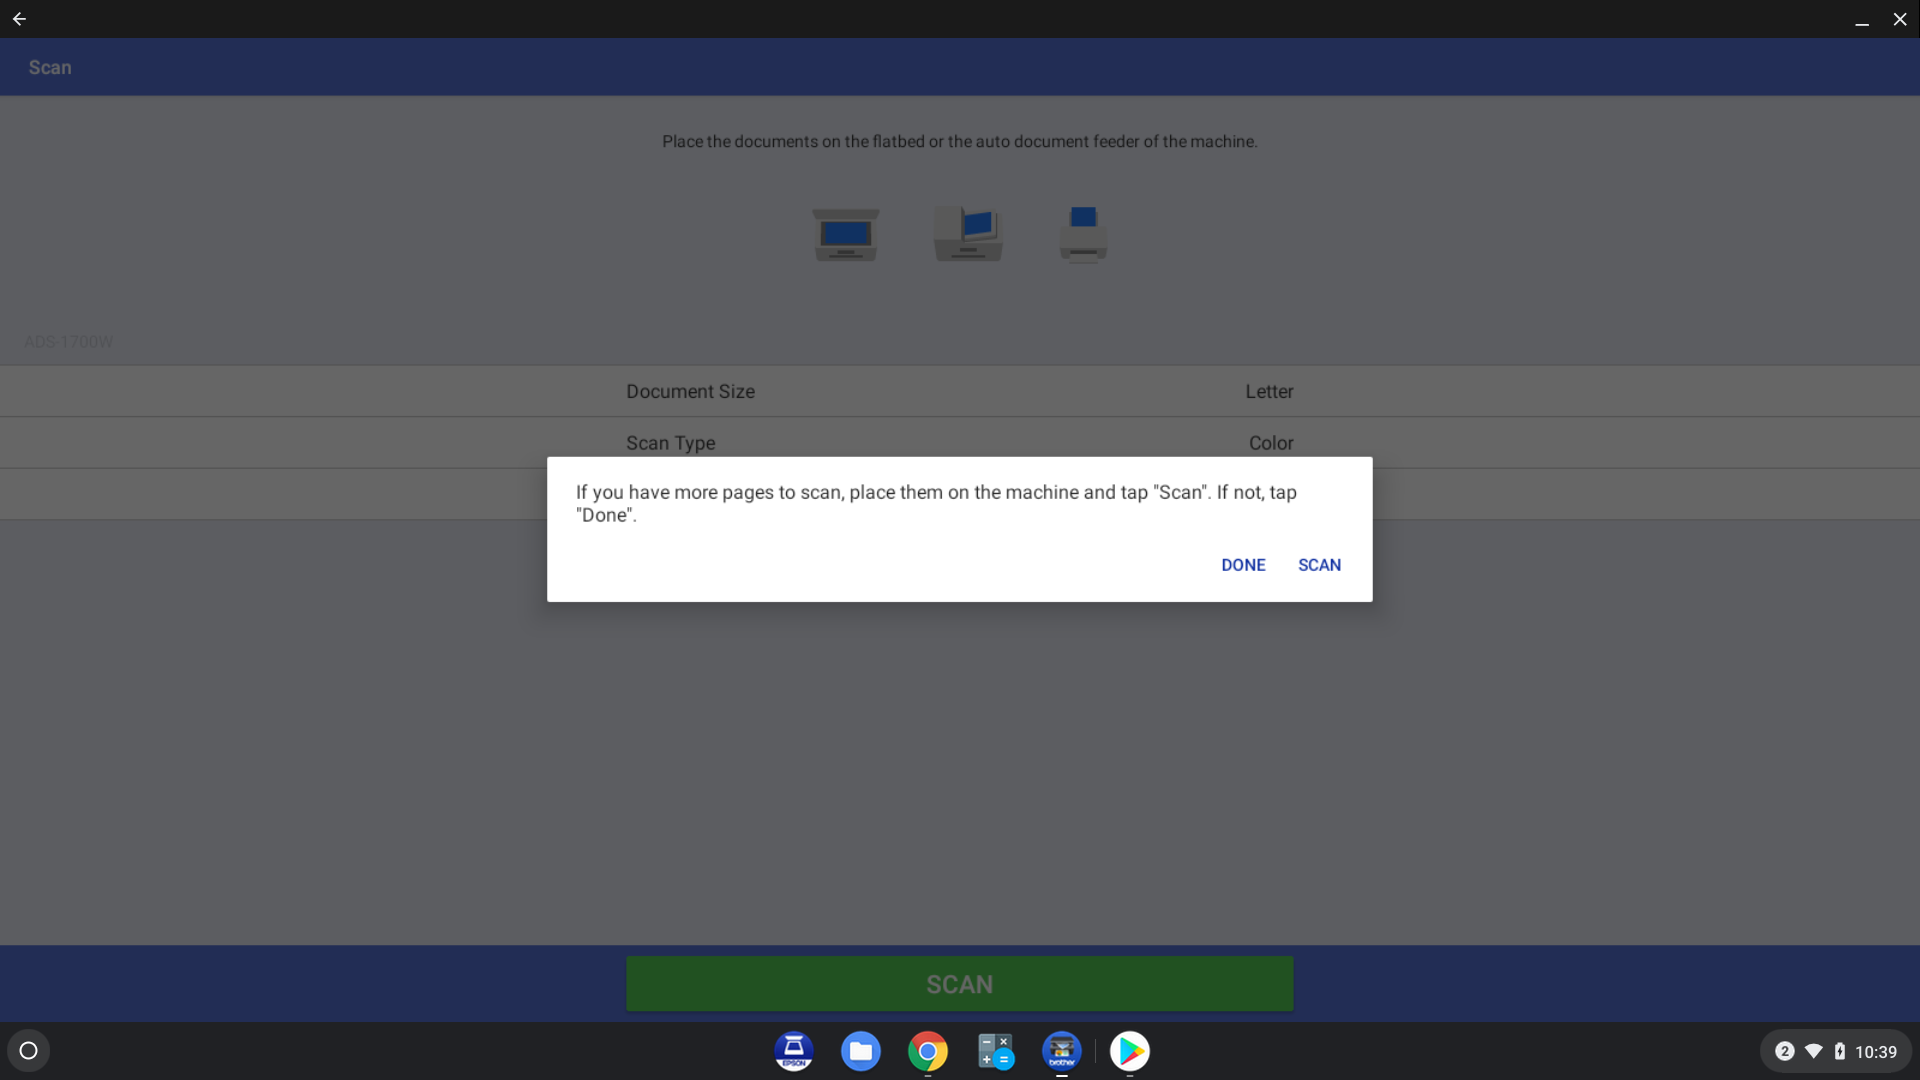 Scan
Place the documents on the flatbed or the auto document feeder of the machine.
ADS-1700W
Document Size Letter
Scan Type Color
If you have more pages to scan, place them on the machine and tap "Scan". If not, tap
"Done".
DONE SCAN
SCAN
EPSON
brother
2 10:39